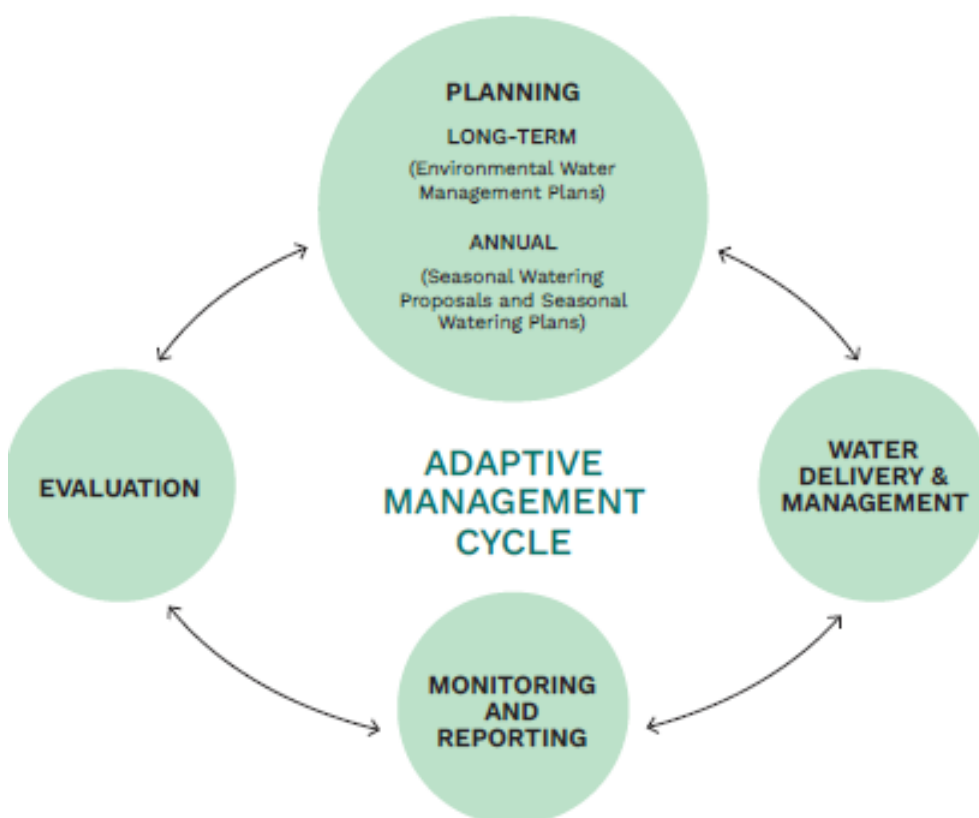 PLANNING
LONG-TERM
(Environmental Water
Management Plans)
ANNUAL
(Seasonal Watering
Proposals and Seasonal
Watering Plans)
EVALUATION
ADAPTIVE
MANAGEMENT
CYCLE
WATER
DELIVERY &
MANAGEMENT
MONITORING
AND
REPORTING